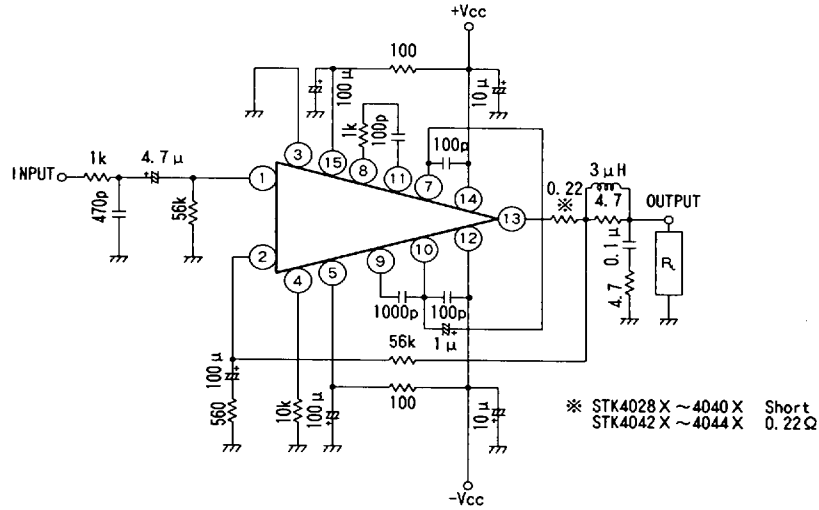 +Vcc
100
100μ
10μ
1k
100p
100p
3
15
8
11
7
14
3μH
0.22
※
4.7
OUTPUT
1k
4.7μ
INPUT
1
13
470p
56k
12
0.1μ
4.7
2
10
9
4
5
1000p
100p
1μ
56k
100μ
560
10k
100μ
100
10μ
-Vcc
※ STK4028X～4040X Short
STK4042X～4044X 0.22Ω